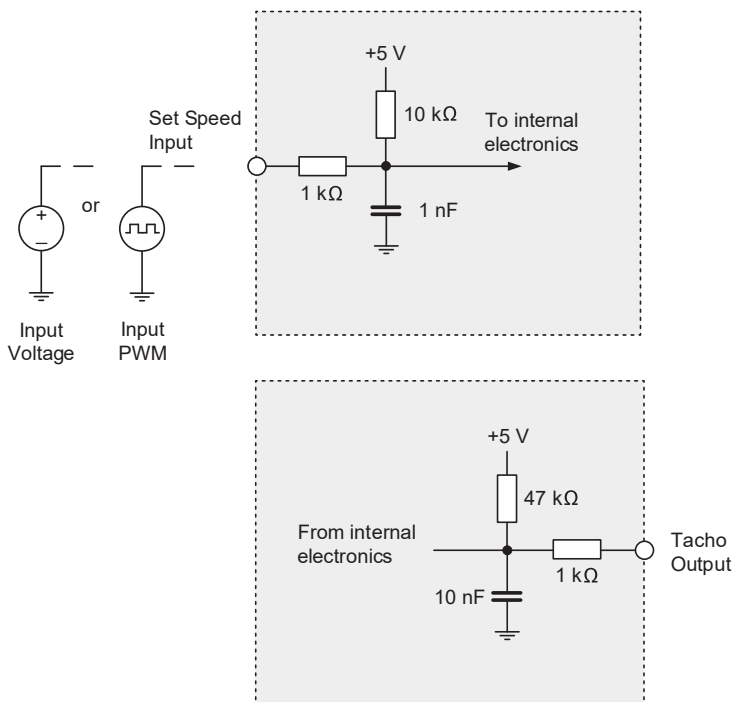 +5 V
Set Speed
Input
10 kΩ
To internal
electronics
1 kΩ
1 nF
+
–
or
Input
Voltage
Input
PWM
+5 V
47 kΩ
From internal
electronics
Tacho
Output
1 kΩ
10 nF